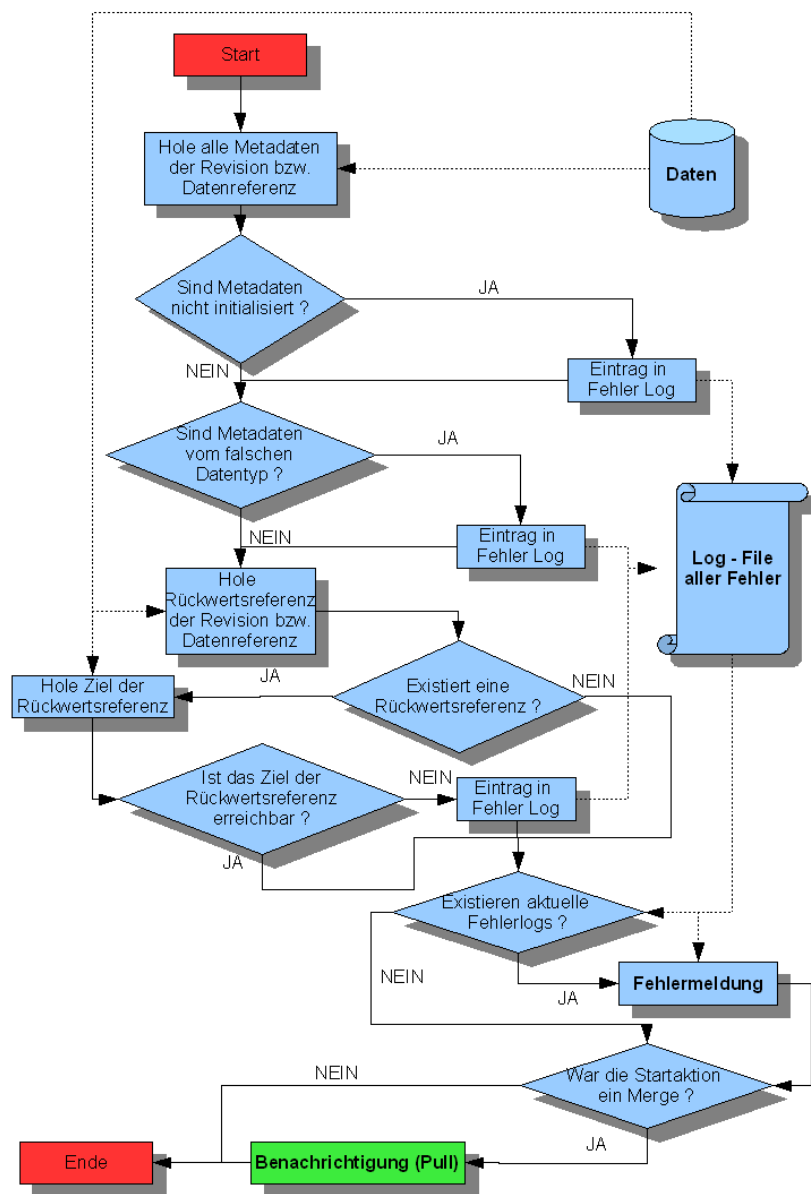 Start
Hole alle Metadaten
der Revision bzw.
Datenreferenz
Daten
Sind Metadaten
nicht initialisiert ?
JA
NEIN
Eintrag in
Fehler Log
Sind Metadaten
vom falschen
Datentyp ?
JA
NEIN
Eintrag in
Fehler Log
Log - File
aller Fehler
Hole
Rückwertsreferenz
der Revision bzw.
Datenreferenz
JA
Existiert eine
Rückwertsreferenz ?
NEIN
Hole Ziel der
Rückwertsreferenz
Ist das Ziel der
Rückwertsreferenz
erreichbar ?
NEIN
Eintrag in
Fehler Log
JA
Existieren aktuelle
Fehlerlogs ?
NEIN
JA
Fehlermeldung
War die Startaktion
ein Merge ?
NEIN
JA
Benachrichtigung (Pull)
Ende